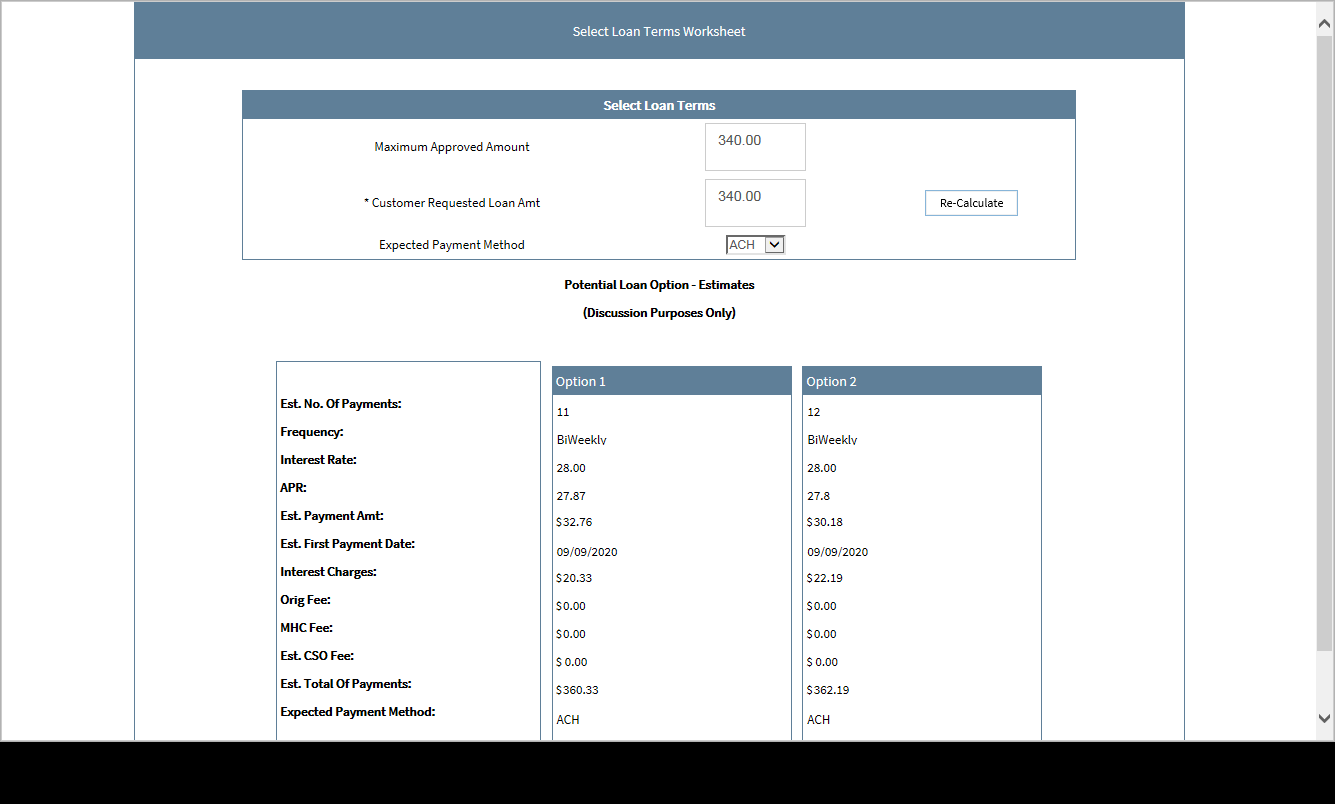 Select Loan Terms Worksheet
Select Loan Terms
Maximum Approved Amount 340.00
* Customer Requested Loan Amt 340.00 Re-Calculate
Expected Payment Method ACH
Potential Loan Option - Estimates
(Discussion Purposes Only)
Option 1 Option 2
Est. No. Of Payments: 11 12
Frequency: BiWeekly BiWeekly
Interest Rate: 28.00 28.00
APR: 27.87 27.8
Est. Payment Amt: $32.76 $30.18
Est. First Payment Date: 09/09/2020 09/09/2020
Interest Charges: $20.33 $22.19
Orig Fee: $0.00 $0.00
MHC Fee: $0.00 $0.00
Est. CSO Fee: $ 0.00 $ 0.00
Est. Total Of Payments: $360.33 $362.19
Expected Payment Method: ACH ACH